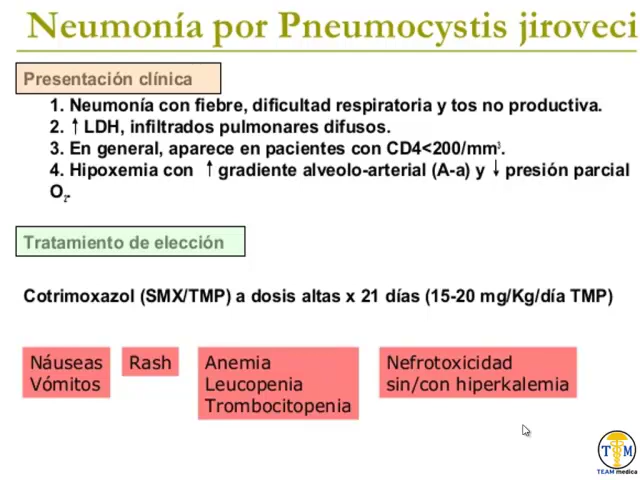 Neumonía por Pneumocystis jiroveci
Presentación clínica
1. Neumonía con fiebre, dificultad respiratoria y tos no productiva.
2. ↑ LDH, infiltrados pulmonares difusos.
3. En general, aparece en pacientes con CD4<200/mm³.
4. Hipoxemia con ↑ gradiente alveolo-arterial (A-a) y ↓ presión parcial
O₂.
Tratamiento de elección
Cotrimoxazol (SMX/TMP) a dosis altas x 21 días (15-20 mg/Kg/día TMP)
Náuseas
Vómitos
Rash
Anemia
Leucopenia
Trombocitopenia
Nefrotoxicidad
sin/con hiperkalemia
T M
TEAM medica